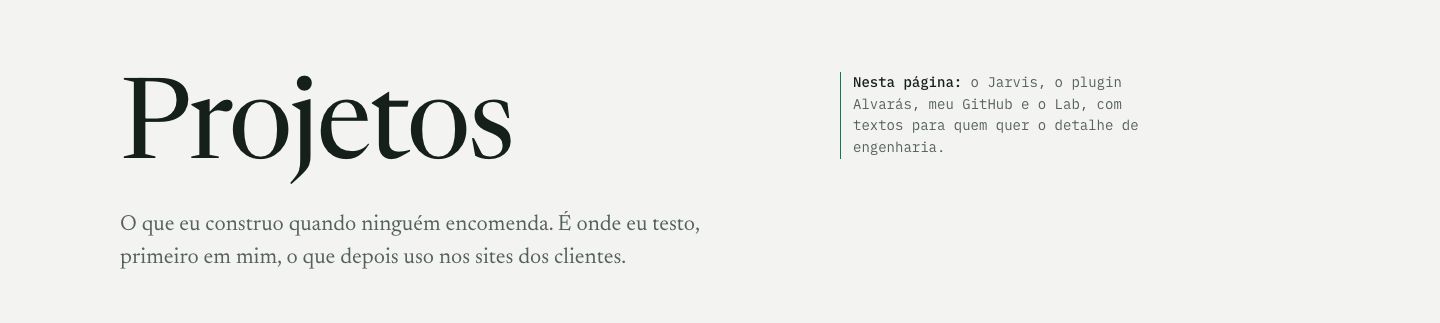 Projetos
O que eu construo quando ninguém encomenda. É onde eu testo,
primeiro em mim, o que depois uso nos sites dos clientes.
Nesta página: o Jarvis, o plugin
Alvarás, meu GitHub e o Lab, com
textos para quem quer o detalhe de
engenharia.